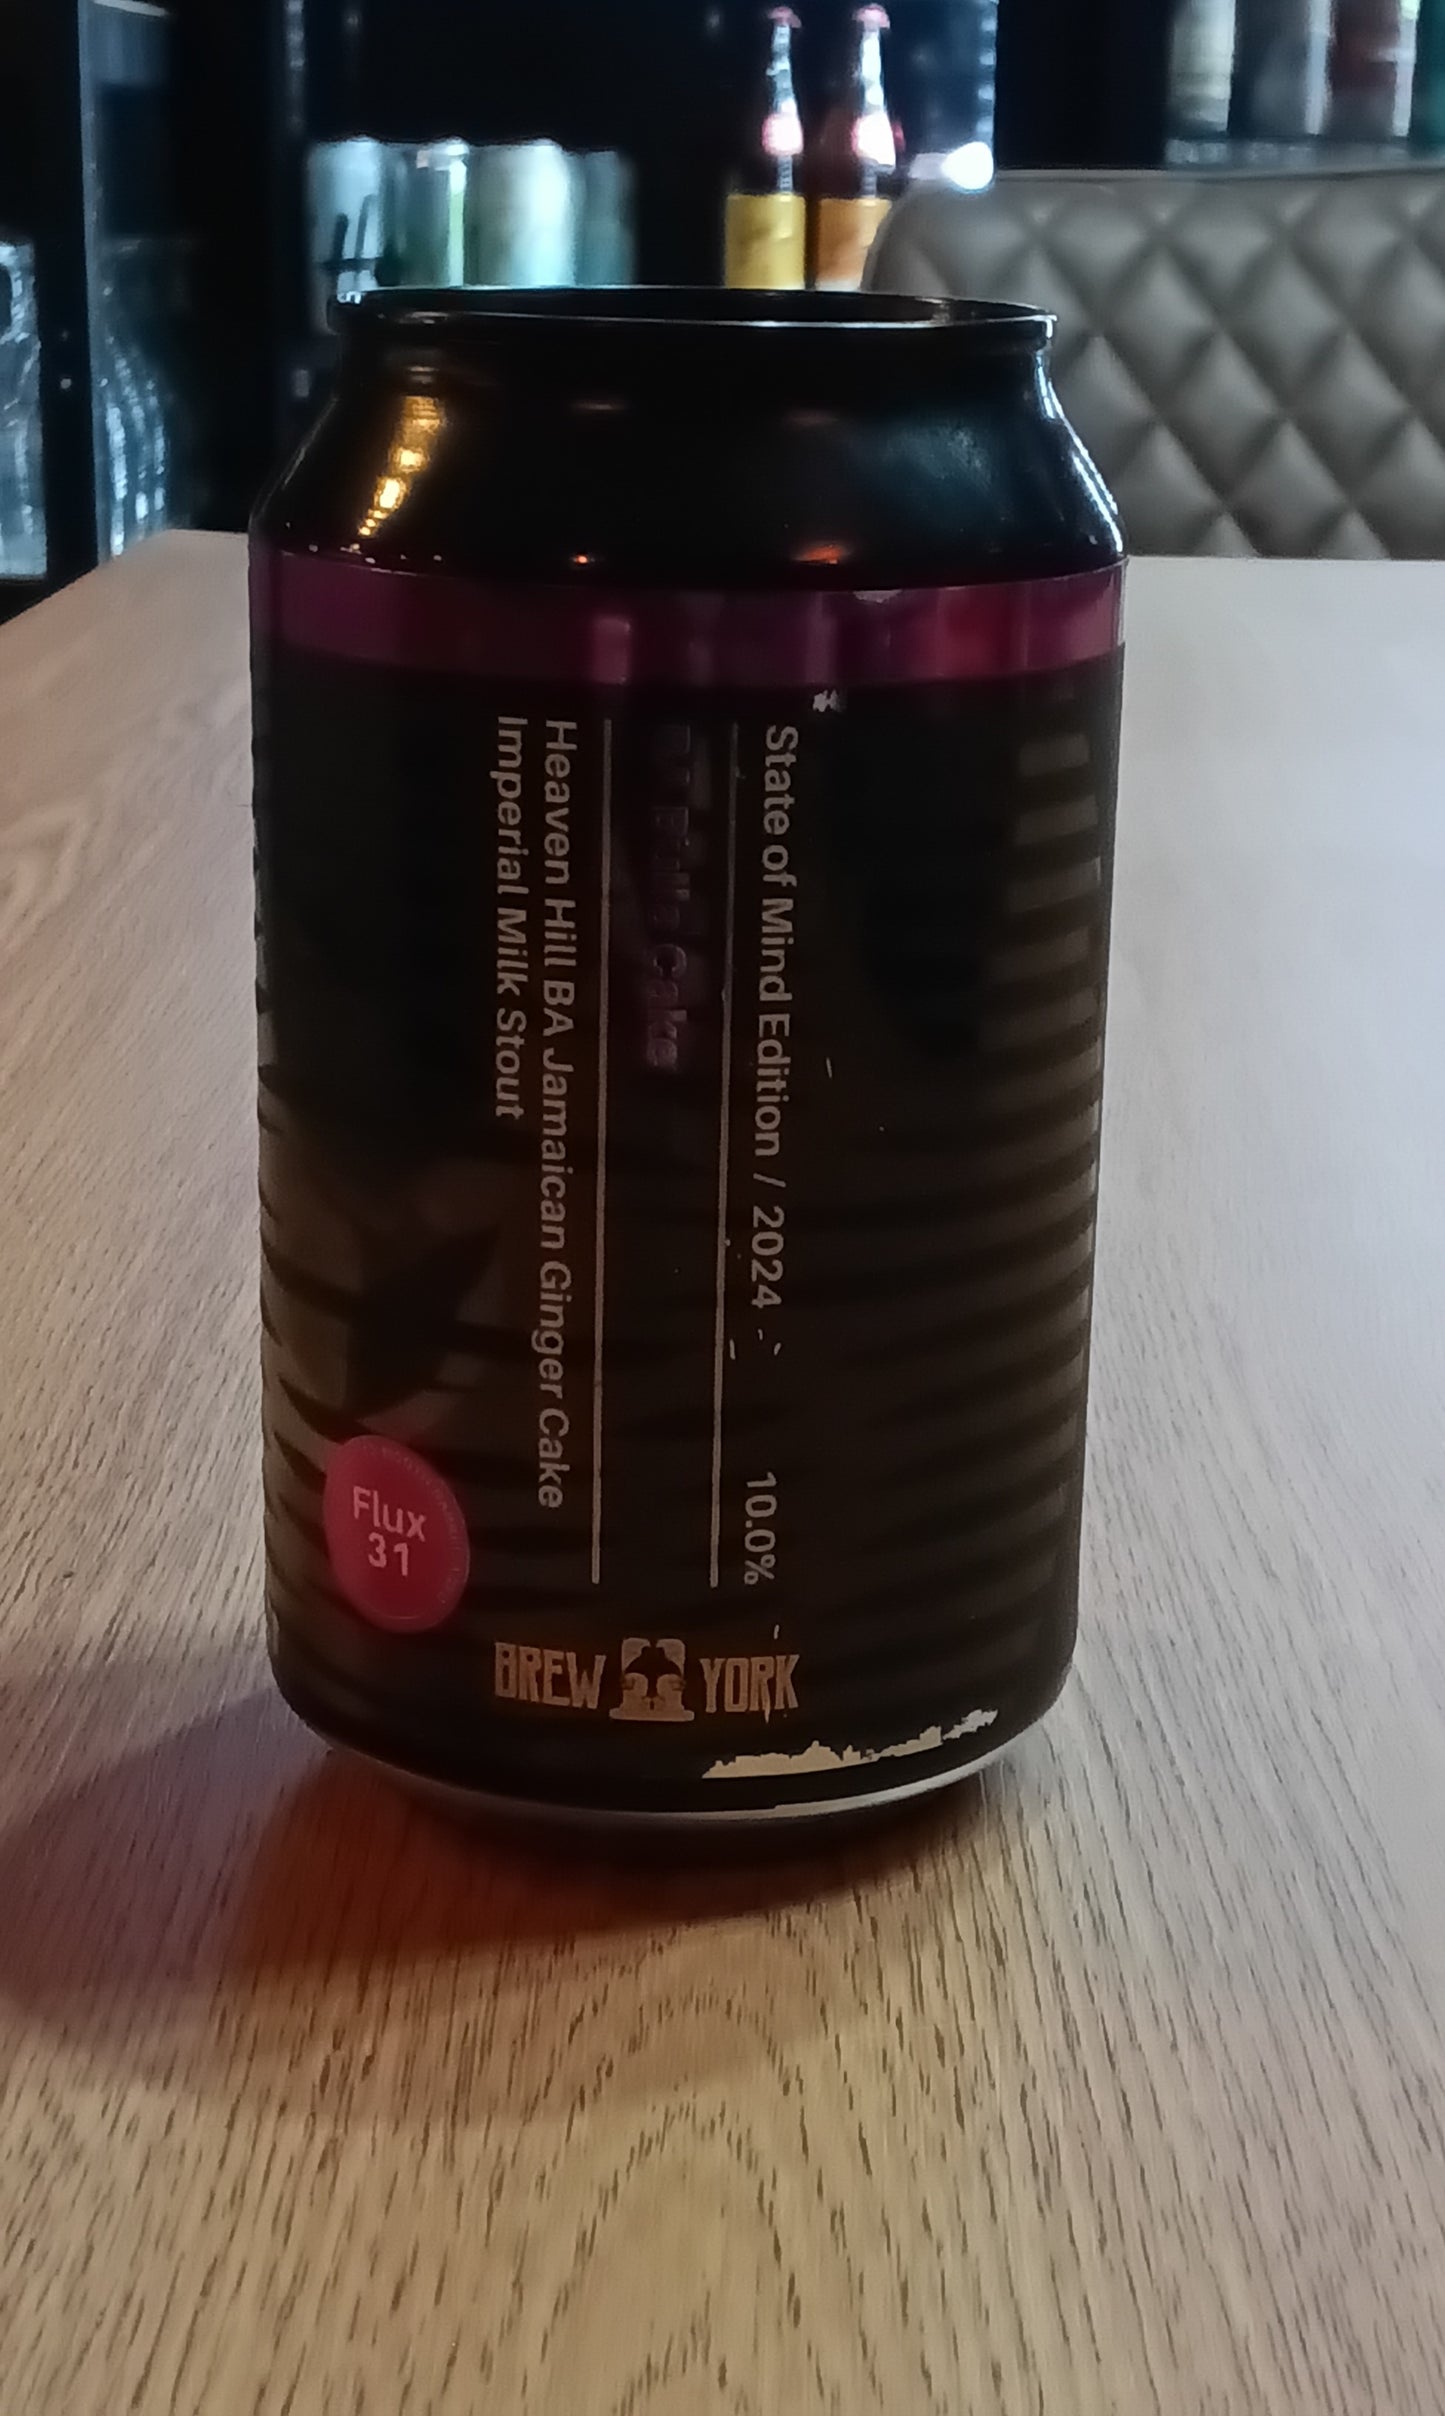 State of Mind Edition / 2024 10.0%
Cake
Heaven Hill BA Jamaican Ginger Cake
Imperial Milk Stout
Flux
31
BREW YORK